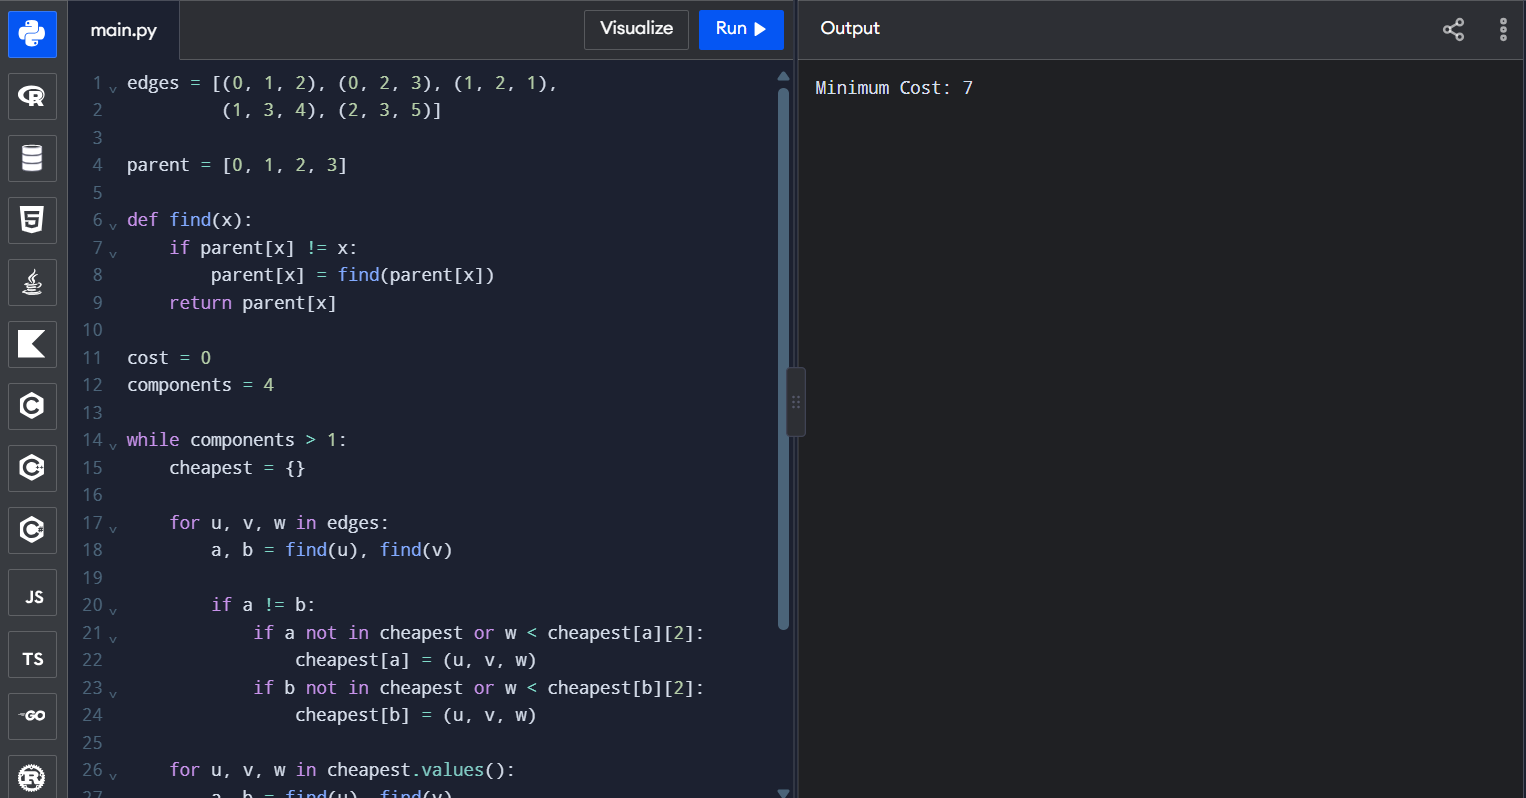 main.py
Visualize
Run
Output
1 edges = [(0, 1, 2), (0, 2, 3), (1, 2, 1),
2          (1, 3, 4), (2, 3, 5)]
3
4 parent = [0, 1, 2, 3]
5
6 def find(x):
7     if parent[x] != x:
8         parent[x] = find(parent[x])
9     return parent[x]
10
11 cost = 0
12 components = 4
13
14 while components > 1:
15     cheapest = {}
16
17     for u, v, w in edges:
18         a, b = find(u), find(v)
19
20         if a != b:
21             if a not in cheapest or w < cheapest[a][2]:
22                 cheapest[a] = (u, v, w)
23             if b not in cheapest or w < cheapest[b][2]:
24                 cheapest[b] = (u, v, w)
25
26     for u, v, w in cheapest.values():
27         a, b = find(u), find(v)
Minimum Cost: 7
R
5
C
C++
C#
JS
TS
GO
R